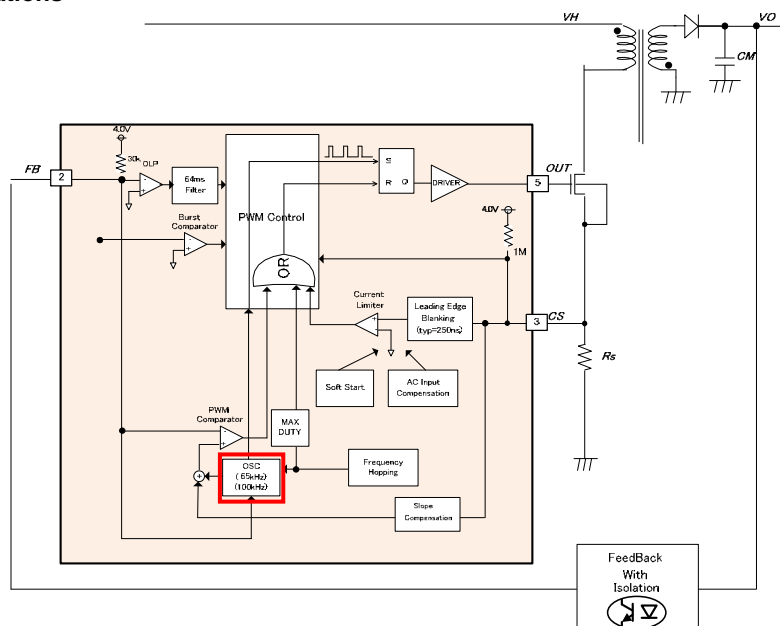 VH
VO
CM
4.0V
30k
OLP
FB
2
64ms
Filter
S
R Q
DRIVER
OUT
5
Burst
Comparator
PWM Control
4.0V
1M
OR
Current
Limiter
Leading Edge
Blanking
(typ=250ns)
3
CS
Rs
Soft Start
AC Input
Compensation
PWM
Comparator
MAX
DUTY
OSC
(65kHz)
(100kHz)
Frequency
Hopping
Slope
Compensation
FeedBack
With
Isolation